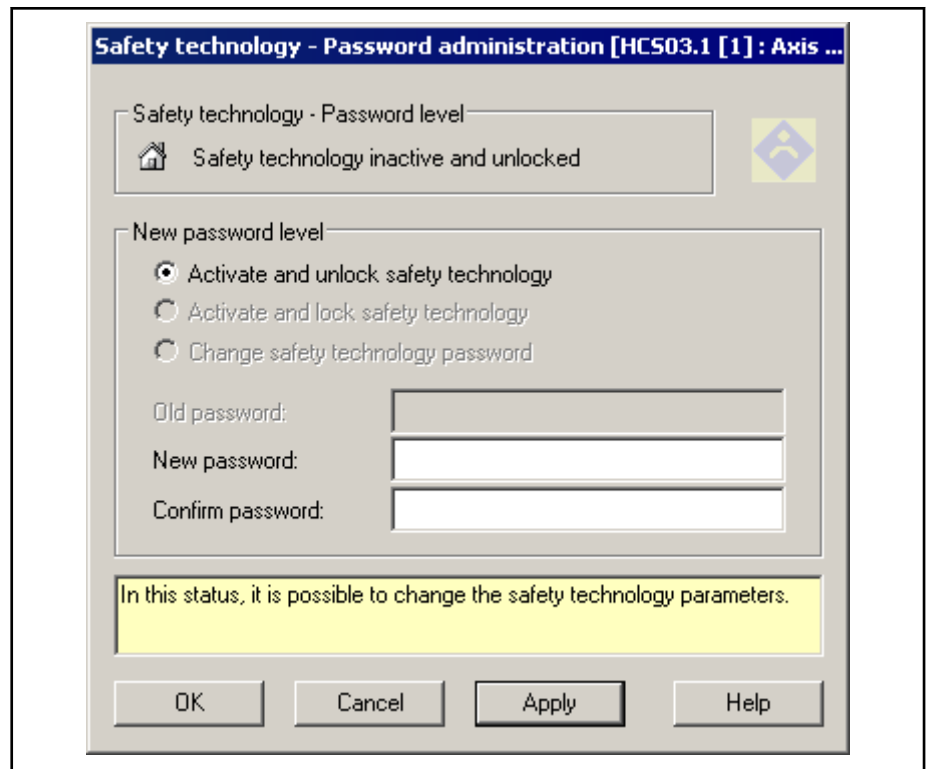 Safety technology - Password administration [HCS03.1 [1] : Axis ...
Safety technology - Password level
Safety technology inactive and unlocked
New password level
Activate and unlock safety technology
Activate and lock safety technology
Change safety technology password
Old password:
New password:
Confirm password:
In this status, it is possible to change the safety technology parameters.
OK Cancel Apply Help